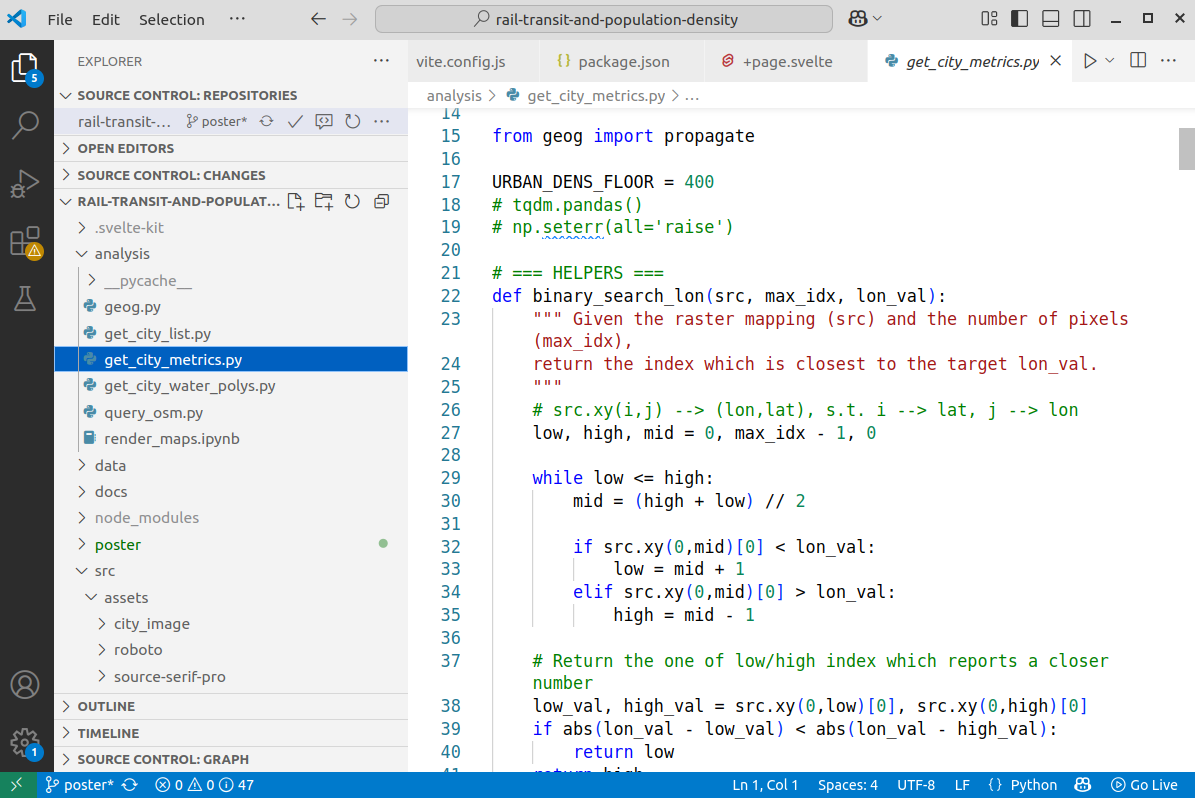 File Edit Selection ··· rail-transit-and-population-density
EXPLORER ···
SOURCE CONTROL: REPOSITORIES
rail-transit-... poster* ···
OPEN EDITORS
SOURCE CONTROL: CHANGES
RAIL-TRANSIT-AND-POPULAT...
.svelte-kit
analysis
__pycache__
geog.py
get_city_list.py
get_city_metrics.py
get_city_water_polys.py
query_osm.py
render_maps.ipynb
data
docs
node_modules
poster
src
assets
city_image
roboto
source-serif-pro
OUTLINE
TIMELINE
SOURCE CONTROL: GRAPH
5
1
vite.config.js {} package.json +page.svelte get_city_metrics.py ···
analysis > get_city_metrics.py > ...
14
15 from geog import propagate
16
17 URBAN_DENS_FLOOR = 400
18 # tqdm.pandas()
19 # np.seterr(all='raise')
20
21 # === HELPERS ===
22 def binary_search_lon(src, max_idx, lon_val):
23 """ Given the raster mapping (src) and the number of pixels
(max_idx),
24 return the index which is closest to the target lon_val.
25 """
26 # src.xy(i,j) --> (lon,lat), s.t. i --> lat, j --> lon
27 low, high, mid = 0, max_idx - 1, 0
28
29 while low <= high:
30 mid = (high + low) // 2
31
32 if src.xy(0,mid)[0] < lon_val:
33 low = mid + 1
34 elif src.xy(0,mid)[0] > lon_val:
35 high = mid - 1
36
37 # Return the one of low/high index which reports a closer
number
38 low_val, high_val = src.xy(0,low)[0], src.xy(0,high)[0]
39 if abs(lon_val - low_val) < abs(lon_val - high_val):
40 return low
41 return high
poster* 0 0 47 Ln 1, Col 1 Spaces: 4 UTF-8 LF {} Python Go Live